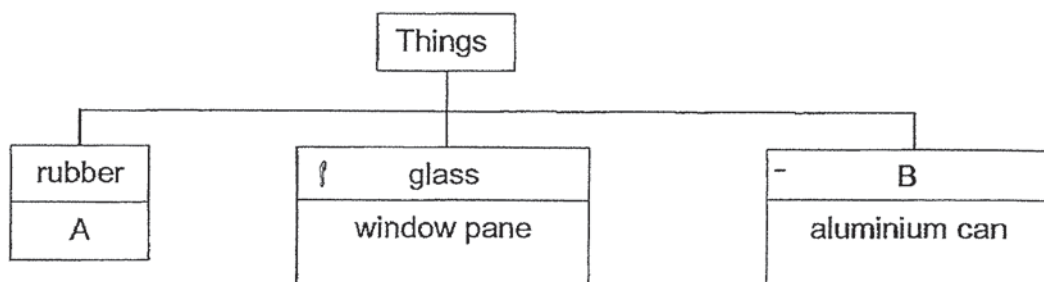 Things
rubber
A
glass
window pane
B
aluminium can